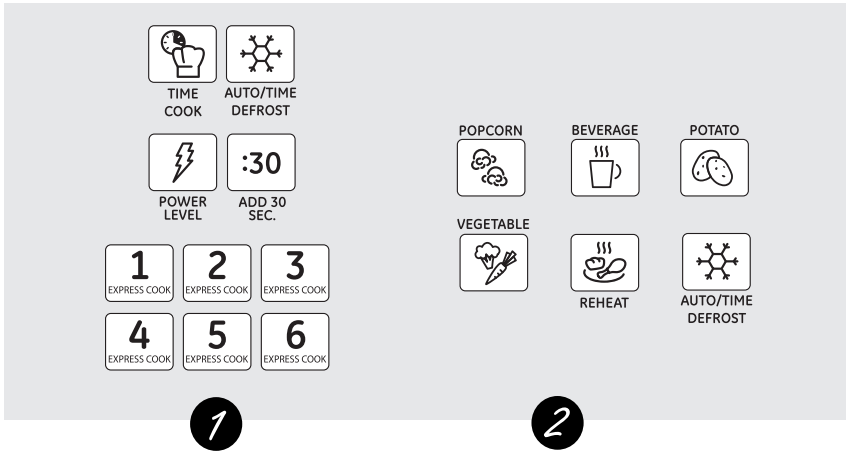 TIME
COOK
AUTO/TIME
DEFROST
:30
POWER
LEVEL
ADD 30
SEC.
1
EXPRESS COOK
2
EXPRESS COOK
3
EXPRESS COOK
4
EXPRESS COOK
5
EXPRESS COOK
6
EXPRESS COOK
1
POPCORN
BEVERAGE
POTATO
VEGETABLE
REHEAT
AUTO/TIME
DEFROST
2